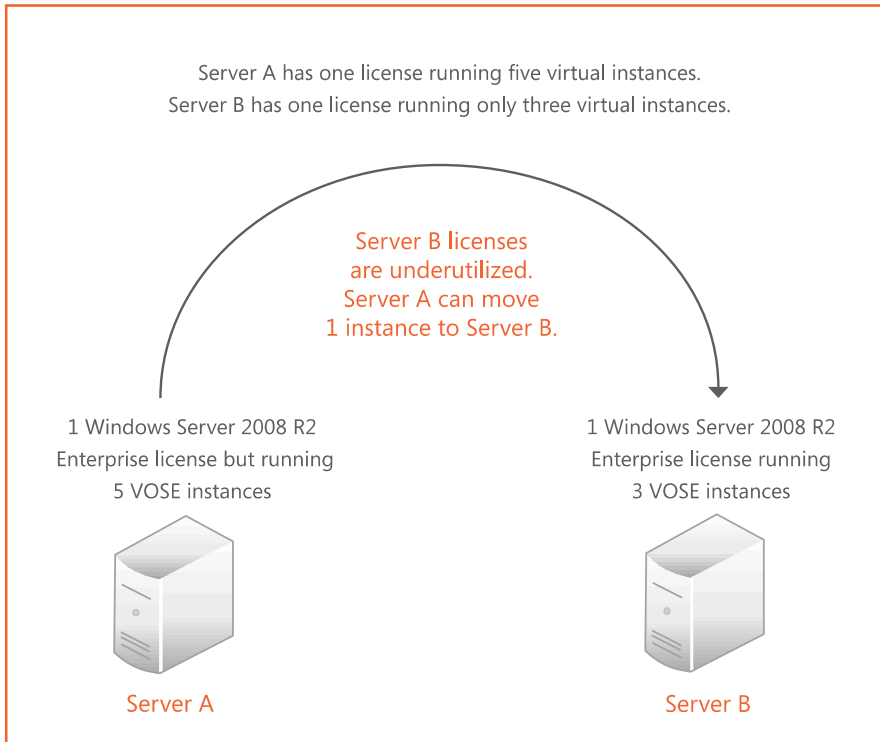 Server A has one license running five virtual instances.
Server B has one license running only three virtual instances.
Server B licenses
are underutilized.
Server A can move
1 instance to Server B.
1 Windows Server 2008 R2
Enterprise license but running
5 VOSE instances
1 Windows Server 2008 R2
Enterprise license running
3 VOSE instances
Server A
Server B